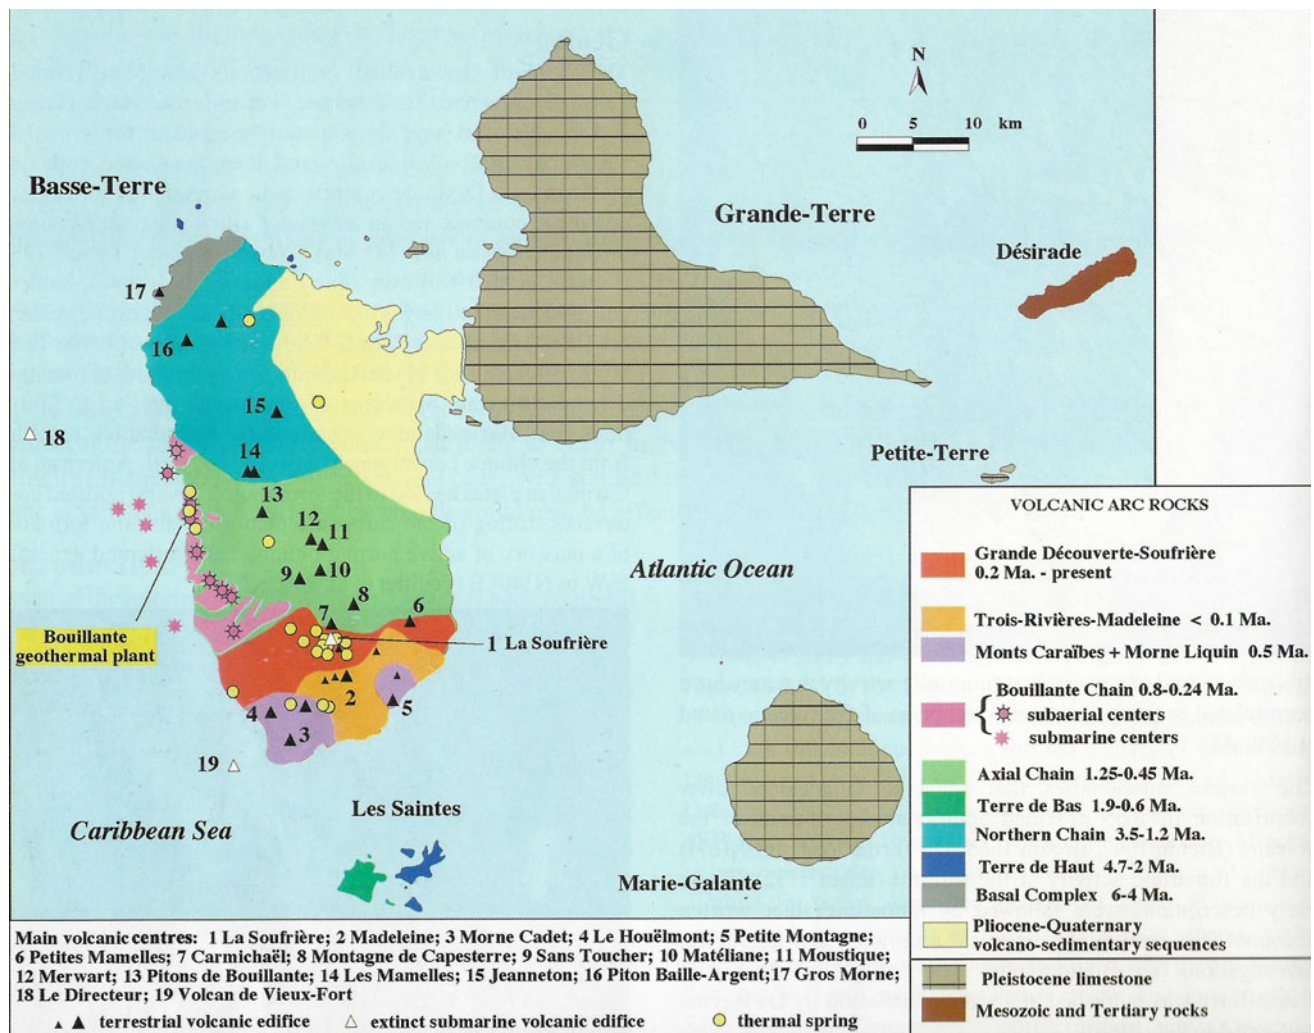 N
0 5 10 km
Basse-Terre
Grande-Terre
Désirade
17
16
15
18
14
Petite-Terre
13
12
11
10
9
8
7
6
Atlantic Ocean
Bouillante
geothermal plant
1 La Soufrière
2
5
4
3
19
Les Saintes
Caribbean Sea
Marie-Galante
VOLCANIC ARC ROCKS
Grande Découverte-Soufrière
0.2 Ma. - present
Trois-Rivières-Madeleine < 0.1 Ma.
Monts Caraïbes + Morne Liquin 0.5 Ma.
Bouillante Chain 0.8-0.24 Ma.
subaerial centers
submarine centers
Axial Chain 1.25-0.45 Ma.
Terre de Bas 1.9-0.6 Ma.
Northern Chain 3.5-1.2 Ma.
Terre de Haut 4.7-2 Ma.
Basal Complex 6-4 Ma.
Pliocene-Quaternary
volcano-sedimentary sequences
Pleistocene limestone
Mesozoic and Tertiary rocks
Main volcanic centres: 1 La Soufrière; 2 Madeleine; 3 Morne Cadet; 4 Le Houëlmont; 5 Petite Montagne;
6 Petites Mamelles; 7 Carmichaël; 8 Montagne de Capesterre; 9 Sans Toucher; 10 Matéliane; 11 Moustique;
12 Merwart; 13 Pitons de Bouillante; 14 Les Mamelles; 15 Jeanneton; 16 Piton Baille-Argent; 17 Gros Morne;
18 Le Directeur; 19 Volcan de Vieux-Fort
terrestrial volcanic edifice extinct submarine volcanic edifice thermal spring